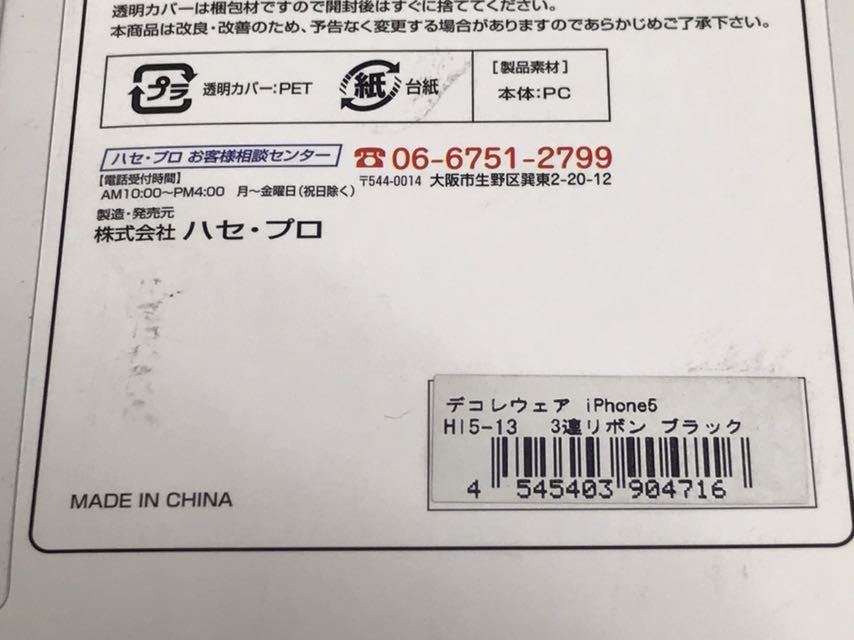 透明カバーは梱包材ですので開封後はすぐに捨ててください。
本商品は改良・改善のため、予告なく変更する場合がありますのであらかじめご了承下さい。
プラ 透明カバー:PET 紙 台紙
[製品素材]
本体:PC
ハセ・プロ お客様相談センター ☎06-6751-2799
【電話受付時間】
AM10:00〜PM4:00 月〜金曜日(祝日除く) 〒544-0014 大阪市生野区巽東2-20-12
製造・発売元
株式会社 ハセ・プロ
デコレウェア iPhone5
HI5-13 3連リボン ブラック
4 545403 904716
MADE IN CHINA